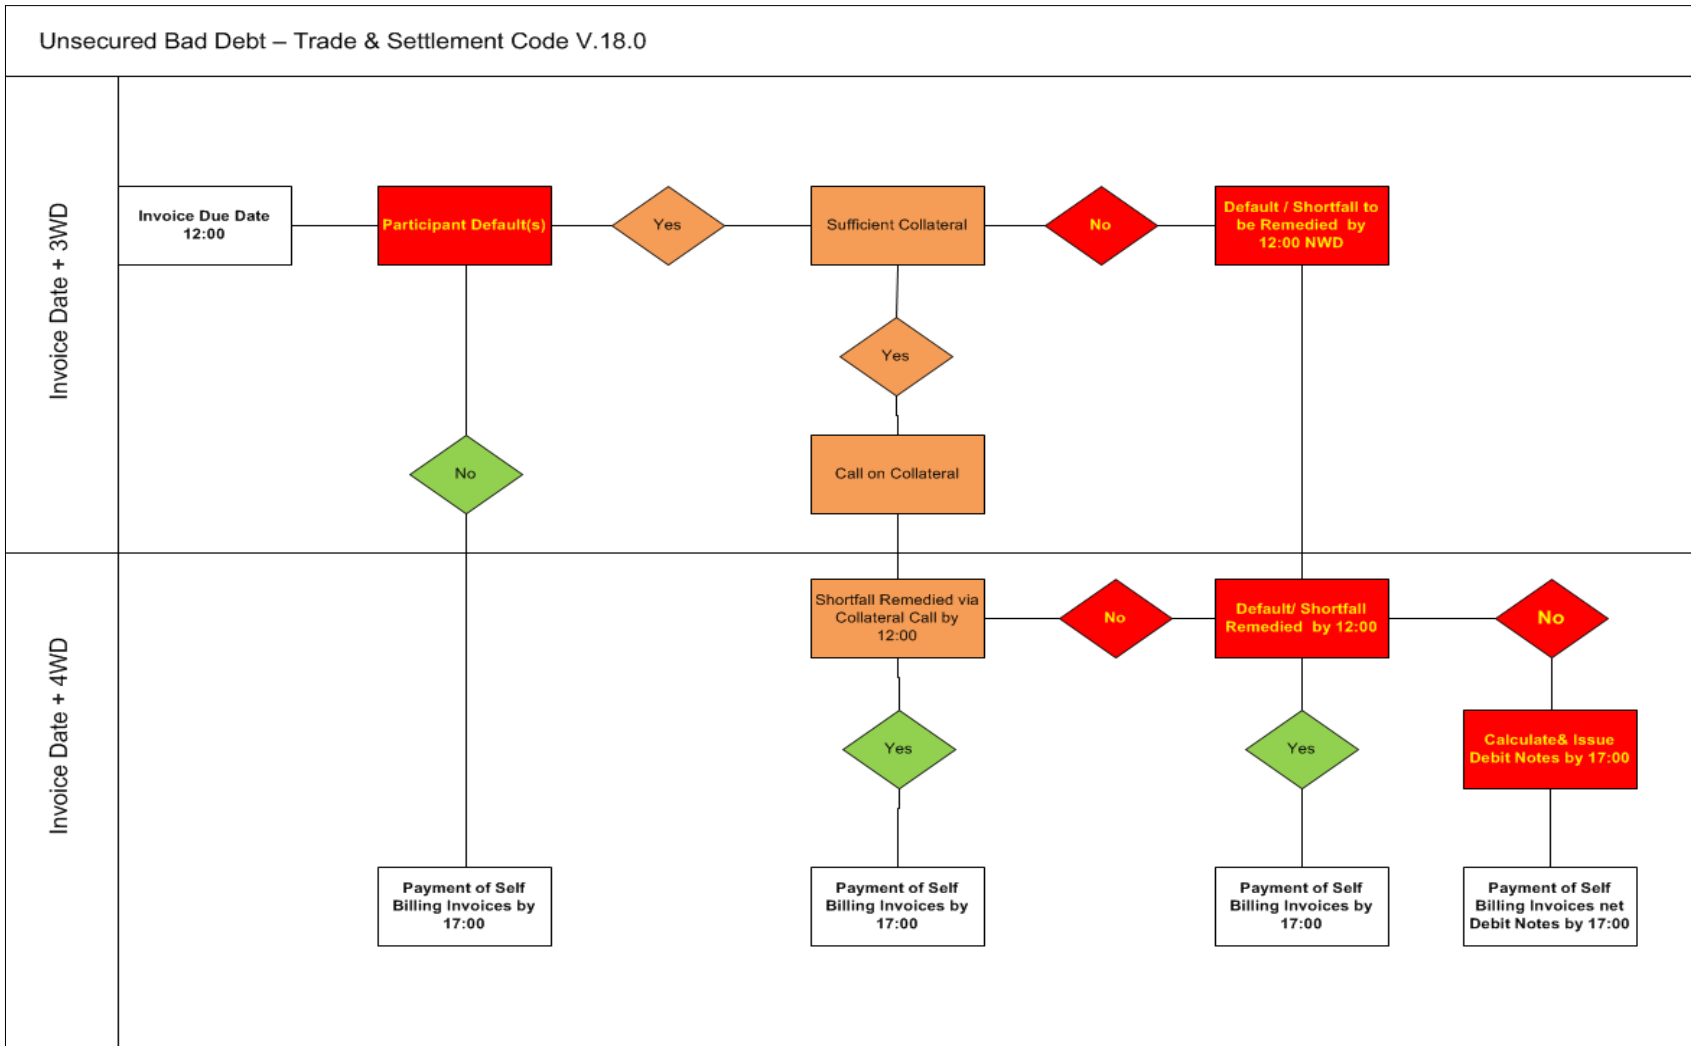 Unsecured Bad Debt – Trade & Settlement Code V.18.0
Invoice Date + 3WD
Invoice Due Date
12:00
Participant Default(s)
Yes
Sufficient Collateral
No
Default / Shortfall to
be Remedied by
12:00 NWD
Yes
No
Call on Collateral
Invoice Date + 4WD
Shortfall Remedied via
Collateral Call by
12:00
No
Default/ Shortfall
Remedied by 12:00
No
Yes
Yes
Calculate& Issue
Debit Notes by 17:00
Payment of Self
Billing Invoices by
17:00
Payment of Self
Billing Invoices by
17:00
Payment of Self
Billing Invoices by
17:00
Payment of Self
Billing Invoices net
Debit Notes by 17:00